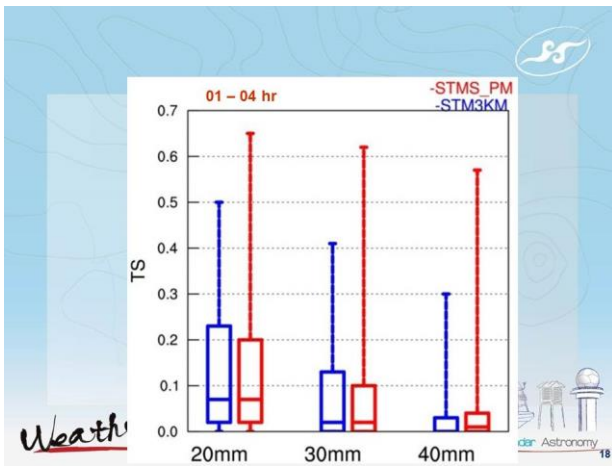 01 – 04 hr
-STMS_PM
-STM3KM
TS
0.7
0.6
0.5
0.4
0.3
0.2
0.1
0.0
20mm
30mm
40mm
Weath
dar Astronomy
18